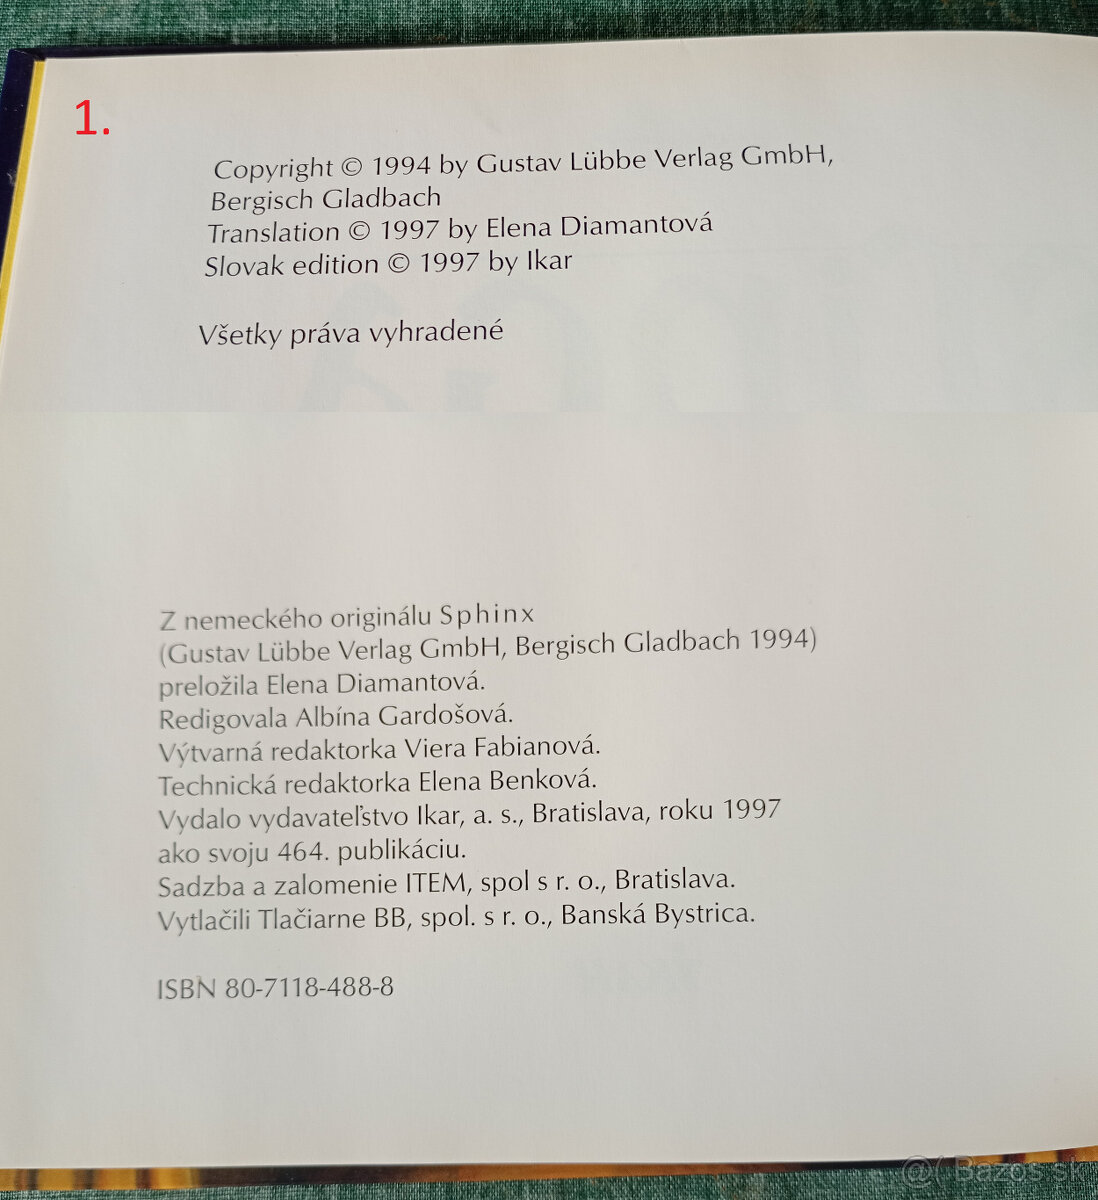 1.
Copyright © 1994 by Gustav Lübbe Verlag GmbH,
Bergisch Gladbach
Translation © 1997 by Elena Diamantová
Slovak edition © 1997 by Ikar
Všetky práva vyhradené
Z nemeckého originálu Sphinx
(Gustav Lübbe Verlag GmbH, Bergisch Gladbach 1994)
preložila Elena Diamantová.
Redigovala Albína Gardošová.
Výtvarná redaktorka Viera Fabianová.
Technická redaktorka Elena Benková.
Vydalo vydavateľstvo Ikar, a. s., Bratislava, roku 1997
ako svoju 464. publikáciu.
Sadzba a zalomenie ITEM, spol s r. o., Bratislava.
Vytlačili Tlačiarne BB, spol. s r. o., Banská Bystrica.
ISBN 80-7118-488-8
Bazos.sk